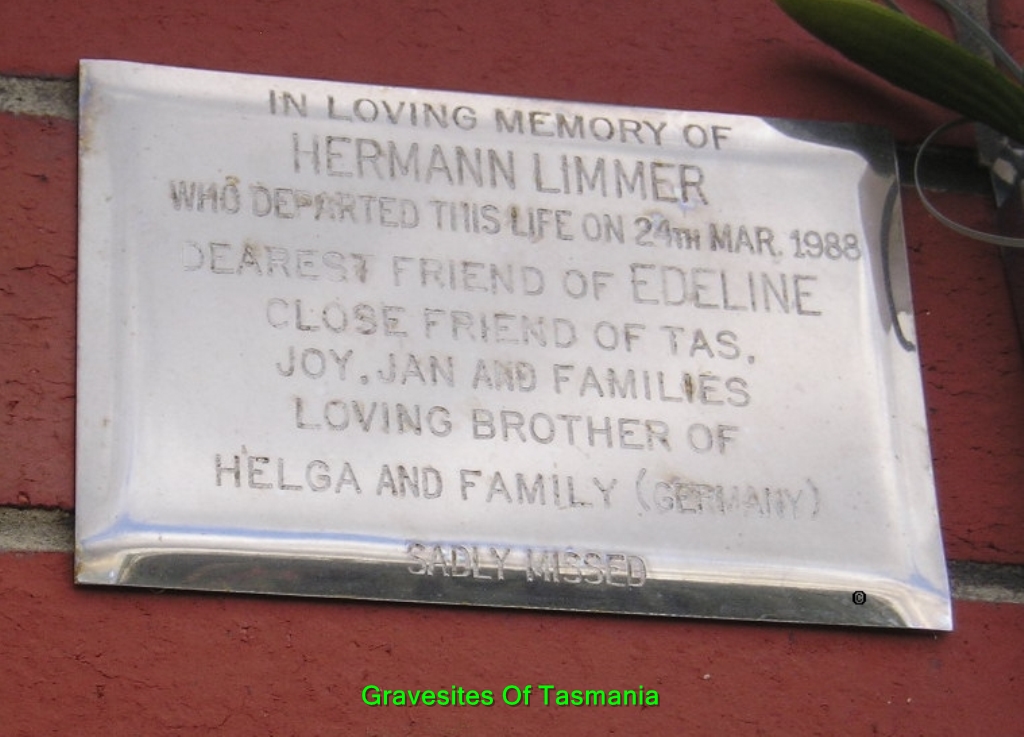 IN LOVING MEMORY OF
HERMANN LIMMER
WHO DEPARTED THIS LIFE ON 24TH MAR. 1988
DEAREST FRIEND OF EDELINE
CLOSE FRIEND OF TAS.
JOY. JAN AND FAMILIES
LOVING BROTHER OF
HELGA AND FAMILY (GERMANY)
SADLY MISSED
©
Gravesites Of Tasmania